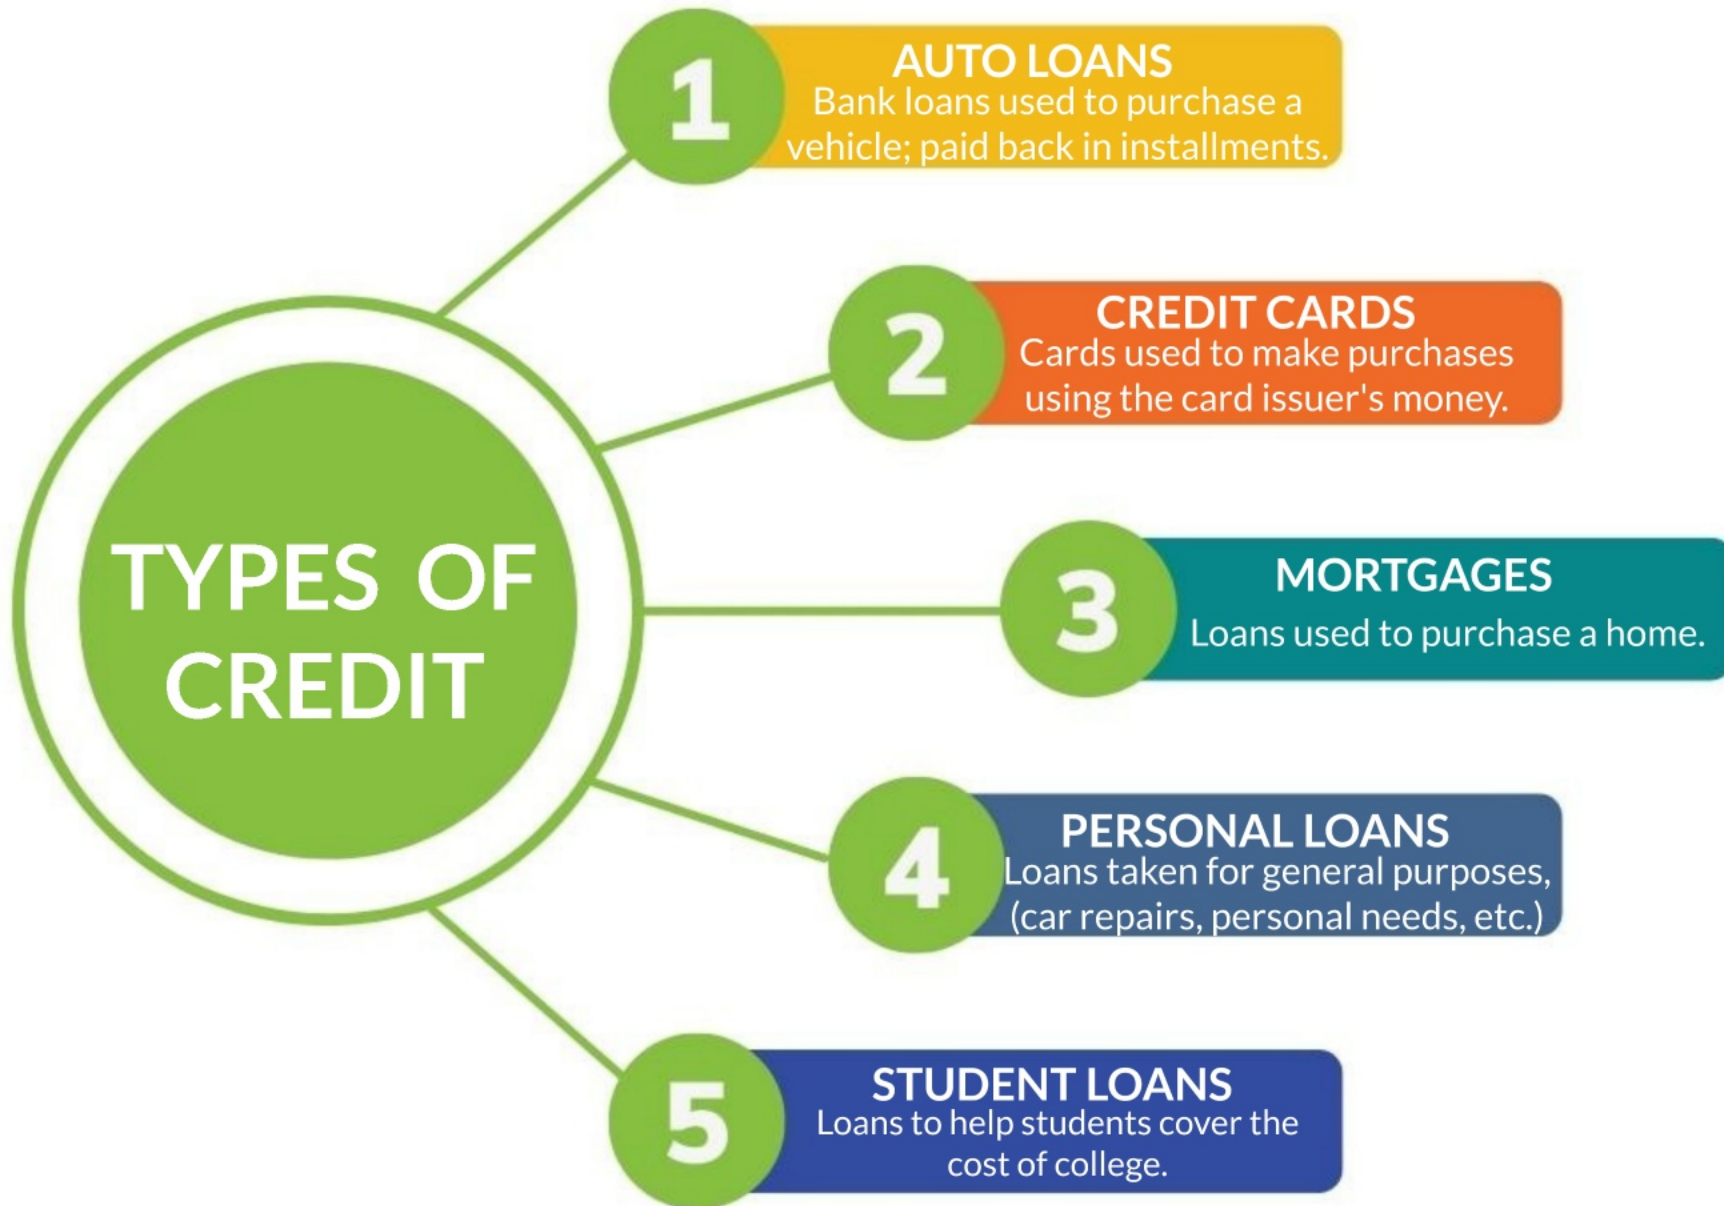 TYPES OF
CREDIT
1
AUTO LOANS
Bank loans used to purchase a
vehicle; paid back in installments.
2
CREDIT CARDS
Cards used to make purchases
using the card issuer's money.
3
MORTGAGES
Loans used to purchase a home.
4
PERSONAL LOANS
Loans taken for general purposes,
(car repairs, personal needs, etc.)
5
STUDENT LOANS
Loans to help students cover the
cost of college.